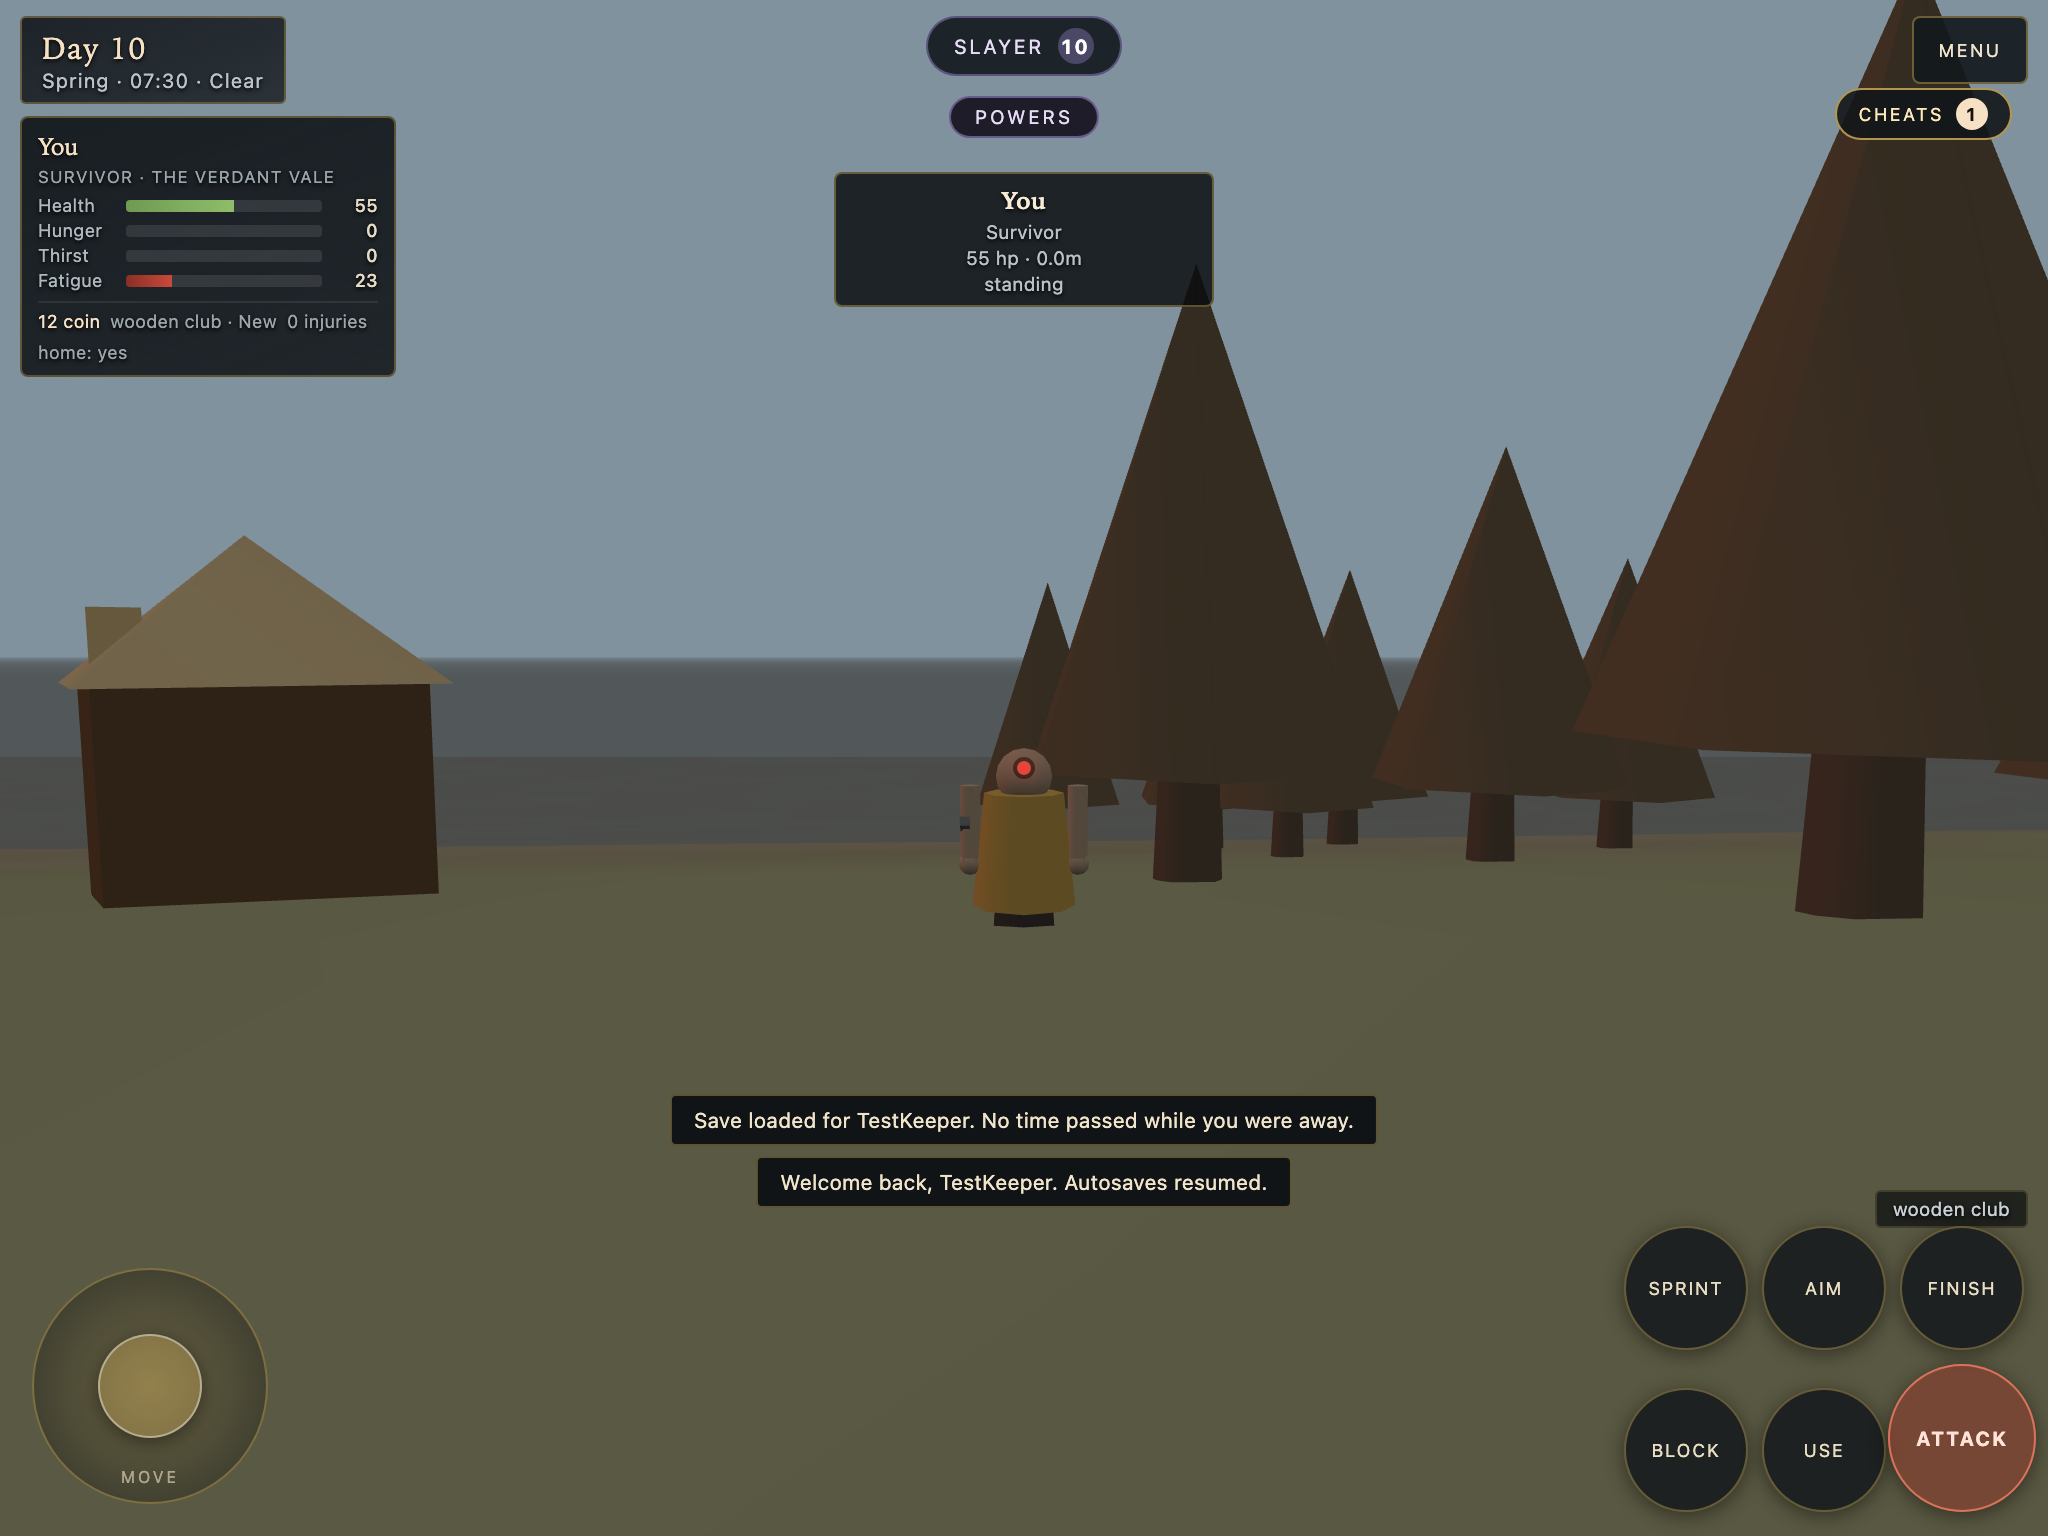 Day 10
Spring · 07:30 · Clear
You
SURVIVOR · THE VERDANT VALE
Health 55
Hunger 0
Thirst 0
Fatigue 23
12 coin wooden club · New 0 injuries
home: yes
SLAYER 10
POWERS
You
Survivor
55 hp · 0.0m
standing
MENU
CHEATS 1
Save loaded for TestKeeper. No time passed while you were away.
Welcome back, TestKeeper. Autosaves resumed.
MOVE
wooden club
SPRINT AIM FINISH
BLOCK USE ATTACK